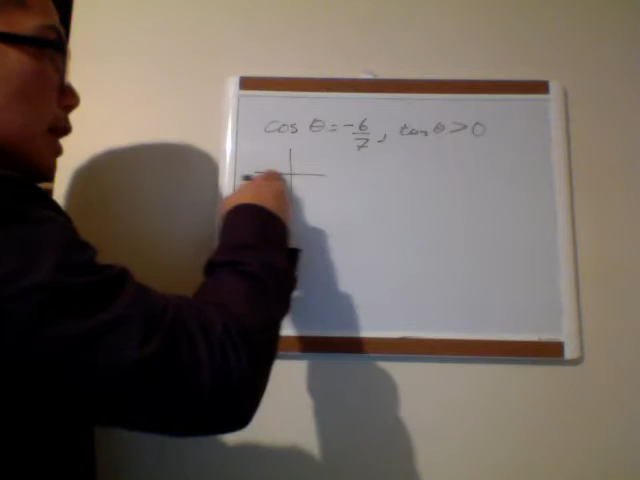 cos θ = -6/7, tan θ > 0